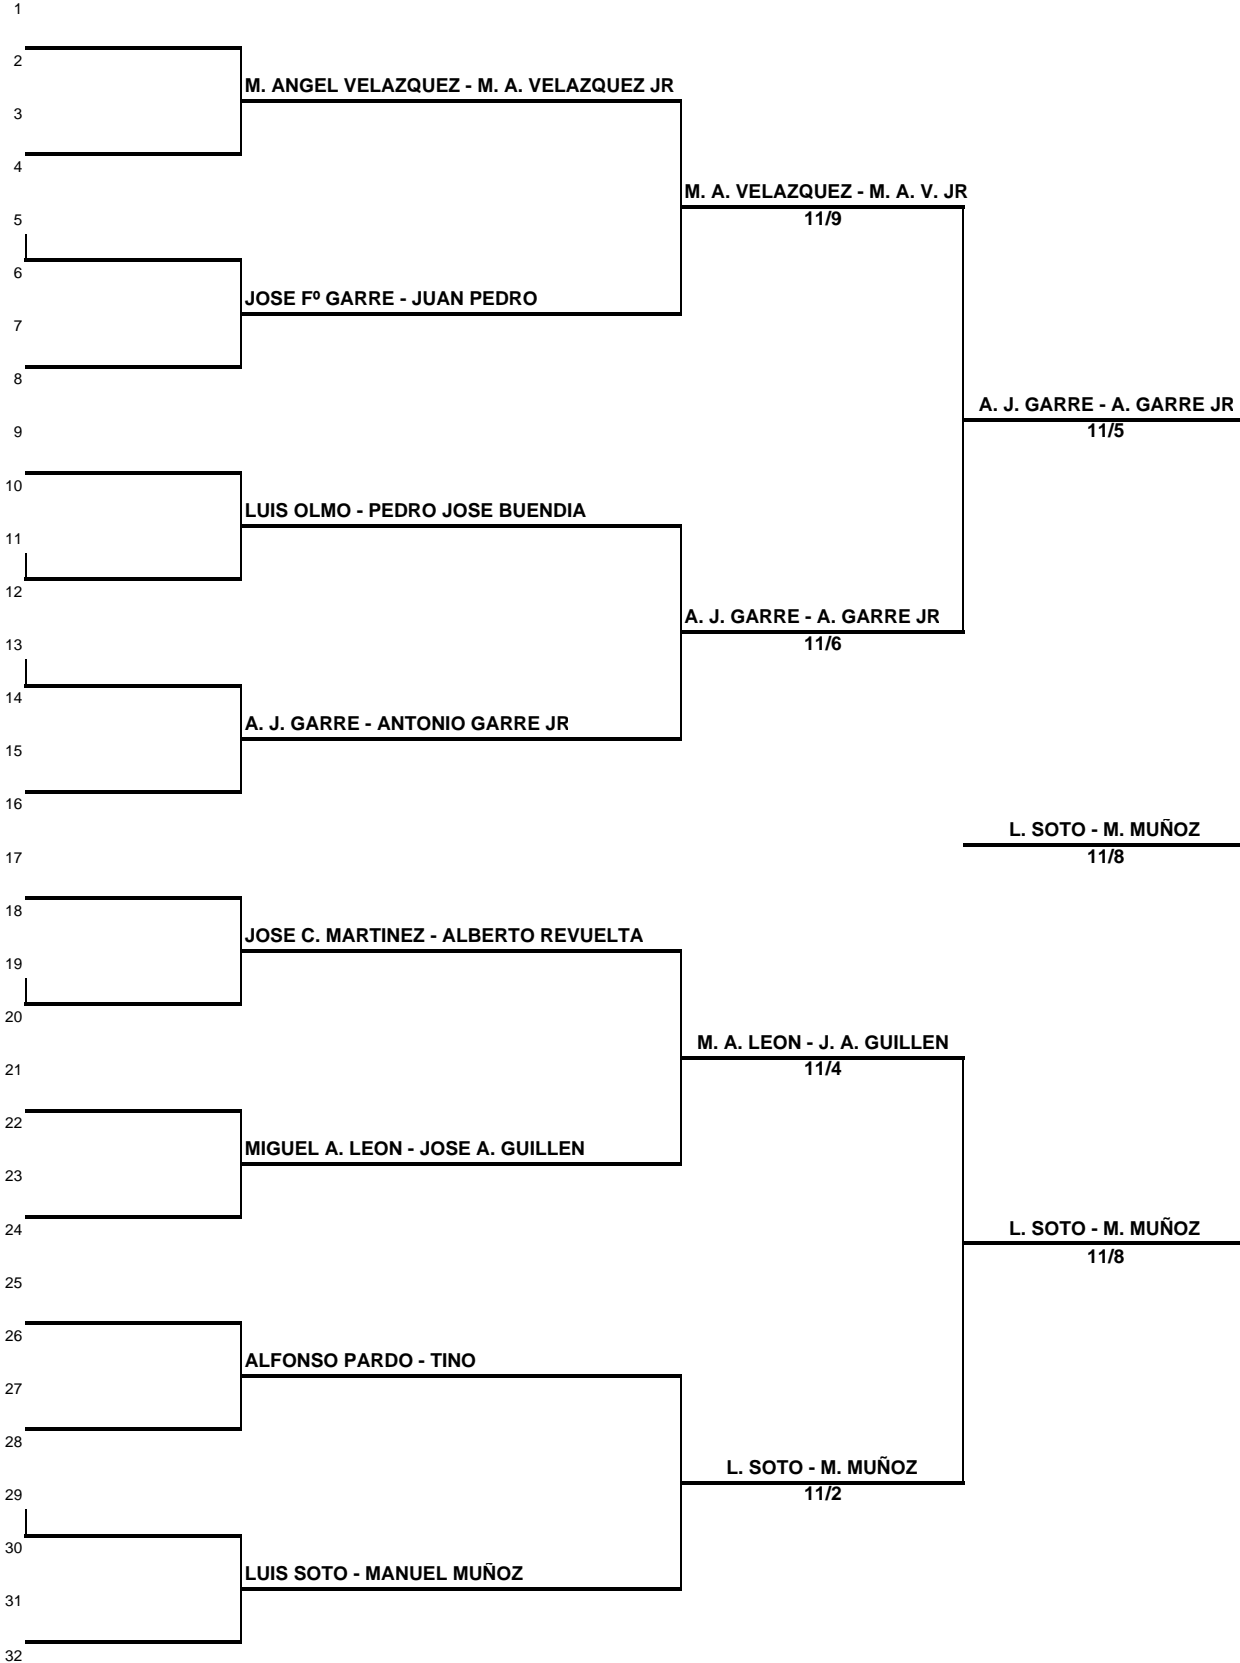 1
2
M. ANGEL VELAZQUEZ - M. A. VELAZQUEZ JR
3
4
M. A. VELAZQUEZ - M. A. V. JR
5
11/9
6
JOSE Fº GARRE - JUAN PEDRO
7
8
A. J. GARRE - A. GARRE JR
9
11/5
10
LUIS OLMO - PEDRO JOSE BUENDIA
11
12
A. J. GARRE - A. GARRE JR
13
11/6
14
A. J. GARRE - ANTONIO GARRE JR
15
16
L. SOTO - M. MUÑOZ
17
11/8
18
JOSE C. MARTINEZ - ALBERTO REVUELTA
19
20
M. A. LEON - J. A. GUILLEN
21
11/4
22
MIGUEL A. LEON - JOSE A. GUILLEN
23
24
L. SOTO - M. MUÑOZ
11/8
25
26
ALFONSO PARDO - TINO
27
28
L. SOTO - M. MUÑOZ
29
11/2
30
LUIS SOTO - MANUEL MUÑOZ
31
32